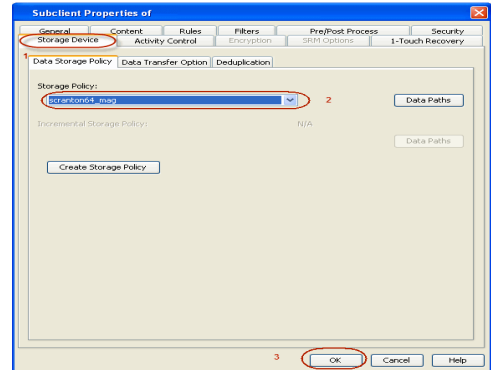 Subclient Properties of
General Content Rules Filters Pre/Post Process Security
Storage Device Activity Control Encryption SRM Options 1-Touch Recovery
1
Data Storage Policy Data Transfer Option Deduplication
Storage Policy:
scranton64_mag 2 Data Paths
Incremental Storage Policy: N/A
Data Paths
Create Storage Policy
3 OK Cancel Help